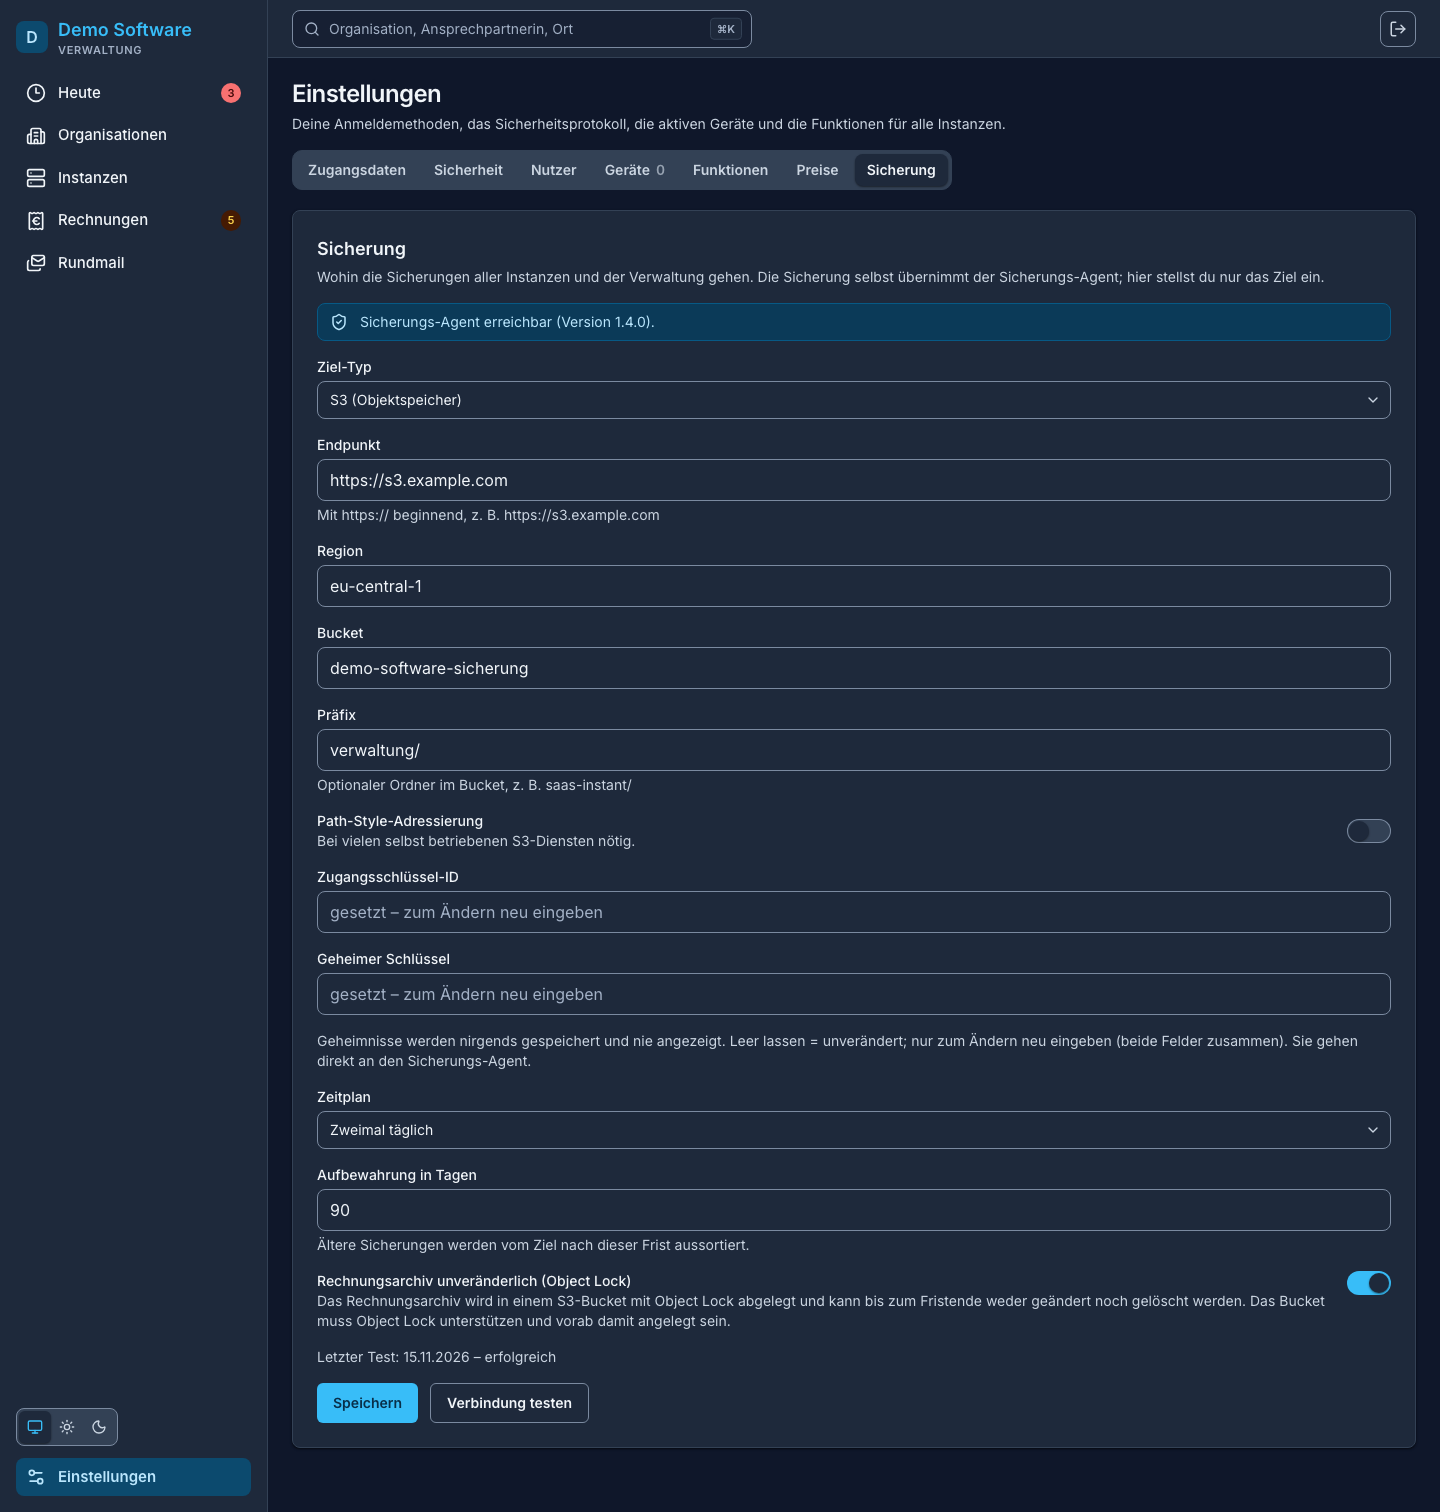 D
Demo Software
VERWALTUNG
Heute
3
Organisationen
Instanzen
Rechnungen
5
Rundmail
Organisation, Ansprechpartnerin, Ort
⌘K
Einstellungen
Deine Anmeldemethoden, das Sicherheitsprotokoll, die aktiven Geräte und die Funktionen für alle Instanzen.
Zugangsdaten Sicherheit Nutzer Geräte 0 Funktionen Preise Sicherung
Sicherung
Wohin die Sicherungen aller Instanzen und der Verwaltung gehen. Die Sicherung selbst übernimmt der Sicherungs-Agent; hier stellst du nur das Ziel ein.
Sicherungs-Agent erreichbar (Version 1.4.0).
Ziel-Typ
S3 (Objektspeicher)
Endpunkt
https://s3.example.com
Mit https:// beginnend, z. B. https://s3.example.com
Region
eu-central-1
Bucket
demo-software-sicherung
Präfix
verwaltung/
Optionaler Ordner im Bucket, z. B. saas-instant/
Path-Style-Adressierung
Bei vielen selbst betriebenen S3-Diensten nötig.
Zugangsschlüssel-ID
gesetzt – zum Ändern neu eingeben
Geheimer Schlüssel
gesetzt – zum Ändern neu eingeben
Geheimnisse werden nirgends gespeichert und nie angezeigt. Leer lassen = unverändert; nur zum Ändern neu eingeben (beide Felder zusammen). Sie gehen
direkt an den Sicherungs-Agent.
Zeitplan
Zweimal täglich
Aufbewahrung in Tagen
90
Ältere Sicherungen werden vom Ziel nach dieser Frist aussortiert.
Rechnungsarchiv unveränderlich (Object Lock)
Das Rechnungsarchiv wird in einem S3-Bucket mit Object Lock abgelegt und kann bis zum Fristende weder geändert noch gelöscht werden. Das Bucket
muss Object Lock unterstützen und vorab damit angelegt sein.
Letzter Test: 15.11.2026 – erfolgreich
Speichern
Verbindung testen
Einstellungen